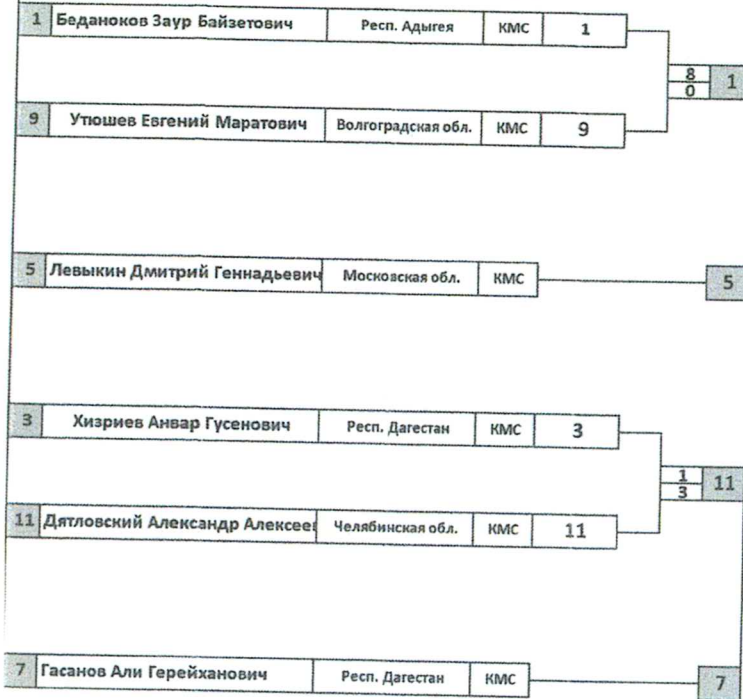 1 Беданоков Заур Байзетович Респ. Адыгея КМС 1
8
0
1
9 Утюшев Евгений Маратович Волгоградская обл. КМС 9
5 Левыкин Дмитрий Геннадьевич Московская обл. КМС 5
3 Хизриев Анвар Гусенович Респ. Дагестан КМС 3
1
3
11
11 Дятловский Александр Алексеев Челябинская обл. КМС 11
7 Гасанов Али Герейханович Респ. Дагестан КМС 7